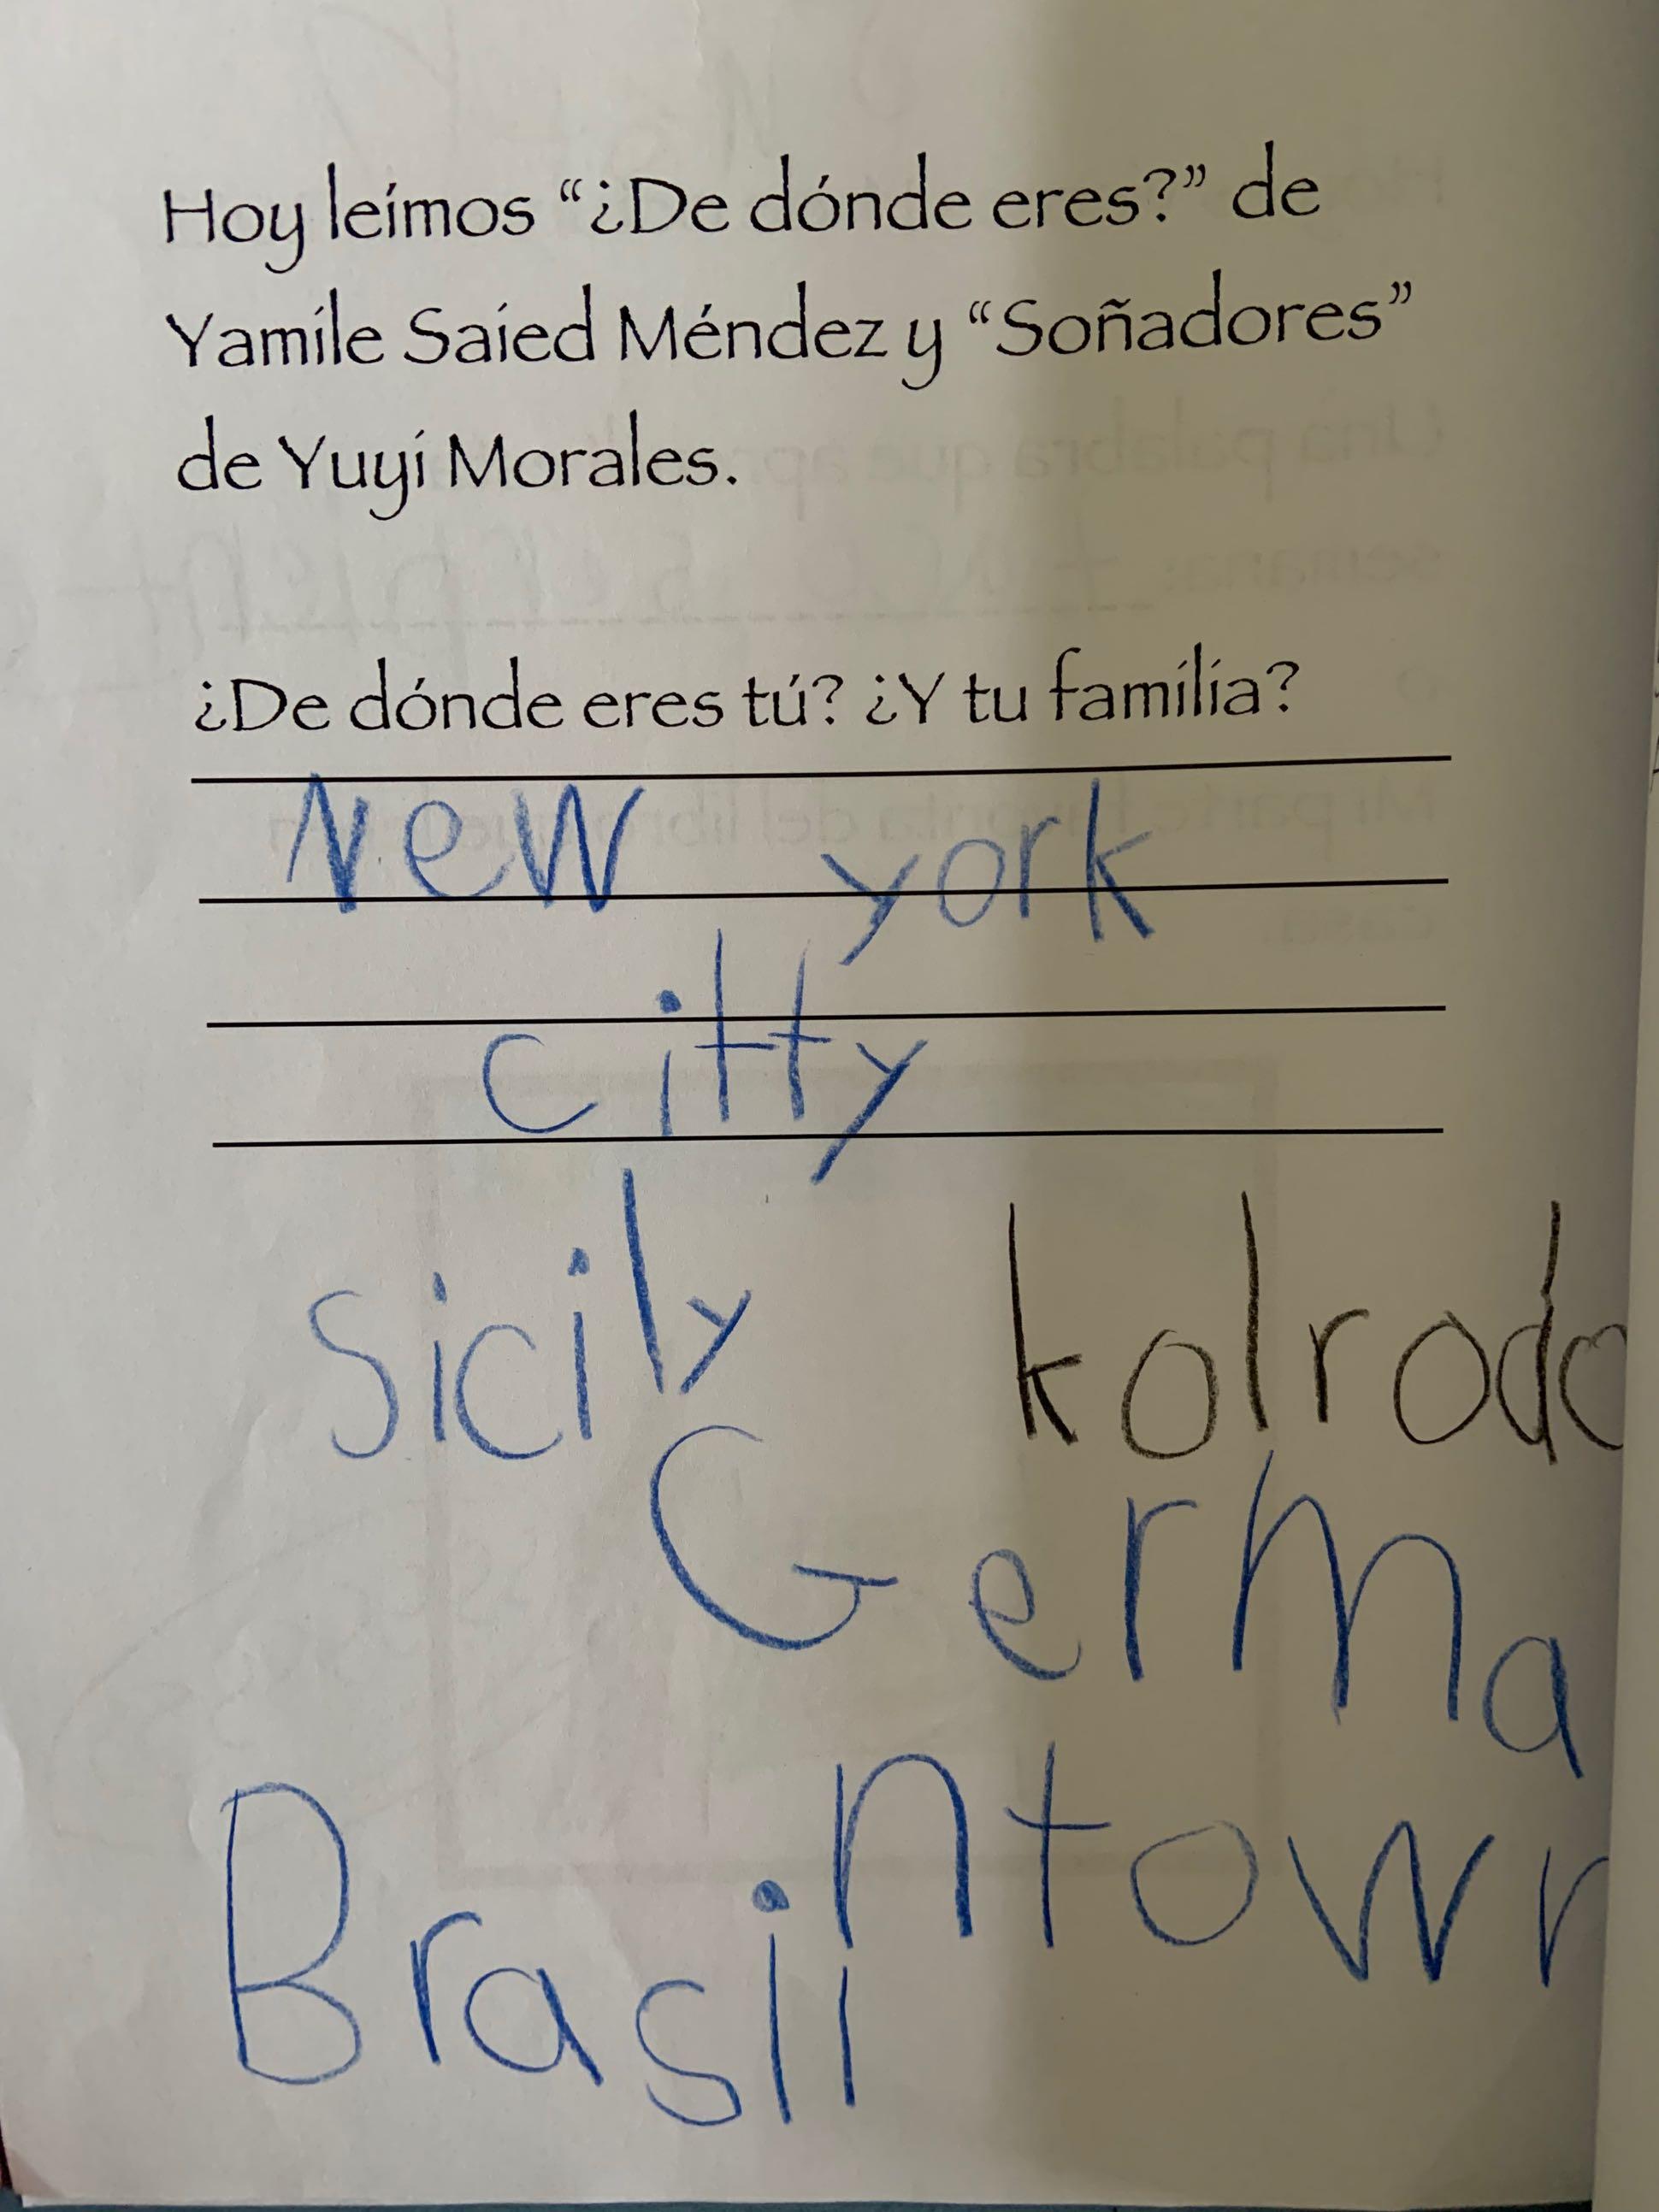 Hoy leímos “¿De dónde eres?” de
Yamile Saied Méndez y “Soñadores”
de Yuyi Morales.
¿De dónde eres tú? ¿Y tu familia?
New york
citty
Sicily kolrado
Germa
ntown
Brasil